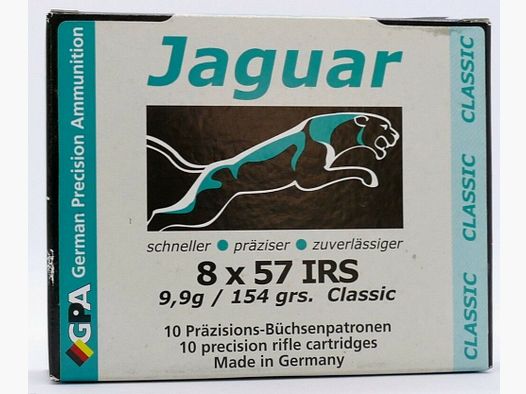 Jaguar
schneller ● präziser ● zuverlässiger
8 x 57 IRS
9,9g / 154 grs. Classic
10 Präzisions-Büchsenpatronen
10 precision rifle cartridges
Made in Germany
GPA German Precision Ammunition
CLASSIC CLASSIC CLASSIC